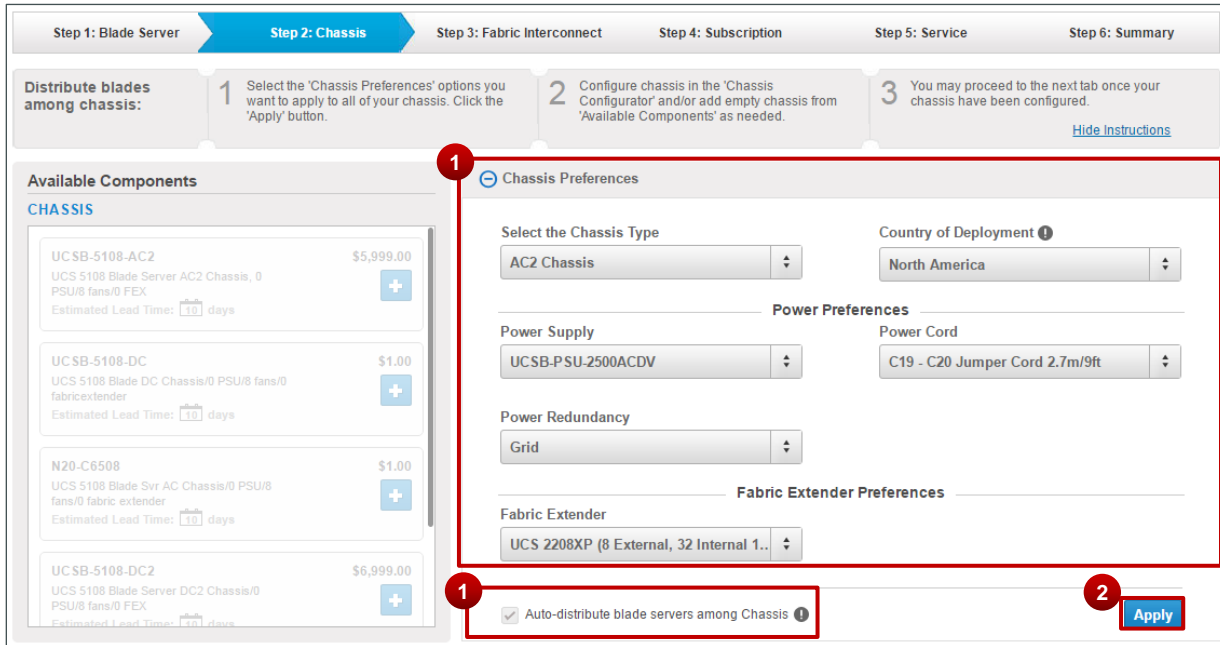 Step 1: Blade Server
Step 2: Chassis
Step 3: Fabric Interconnect
Step 4: Subscription
Step 5: Service
Step 6: Summary
Distribute blades
among chassis:
1
Select the 'Chassis Preferences' options you
want to apply to all of your chassis. Click the
'Apply' button.
2
Configure chassis in the 'Chassis
Configurator' and/or add empty chassis from
'Available Components' as needed.
3
You may proceed to the next tab once your
chassis have been configured.
Hide Instructions
Available Components
CHASSIS
UCSB-5108-AC2 $5,999.00
UCS 5108 Blade Server AC2 Chassis, 0
PSU/8 fans/0 FEX
Estimated Lead Time: 10 days
UCSB-5108-DC $1.00
UCS 5108 Blade DC Chassis/0 PSU/8 fans/0
fabricextender
Estimated Lead Time: 10 days
N20-C6508 $1.00
UCS 5108 Blade Svr AC Chassis/0 PSU/8
fans/0 fabric extender
Estimated Lead Time: 10 days
UCSB-5108-DC2 $6,999.00
UCS 5108 Blade Server DC2 Chassis/0
PSU/8 fans/0 FEX
Estimated Lead Time: 10 days
1
Chassis Preferences
Select the Chassis Type
AC2 Chassis
Country of Deployment
North America
Power Preferences
Power Supply
UCSB-PSU-2500ACDV
Power Cord
C19 - C20 Jumper Cord 2.7m/9ft
Power Redundancy
Grid
Fabric Extender Preferences
Fabric Extender
UCS 2208XP (8 External, 32 Internal 1..
1
Auto-distribute blade servers among Chassis
2
Apply